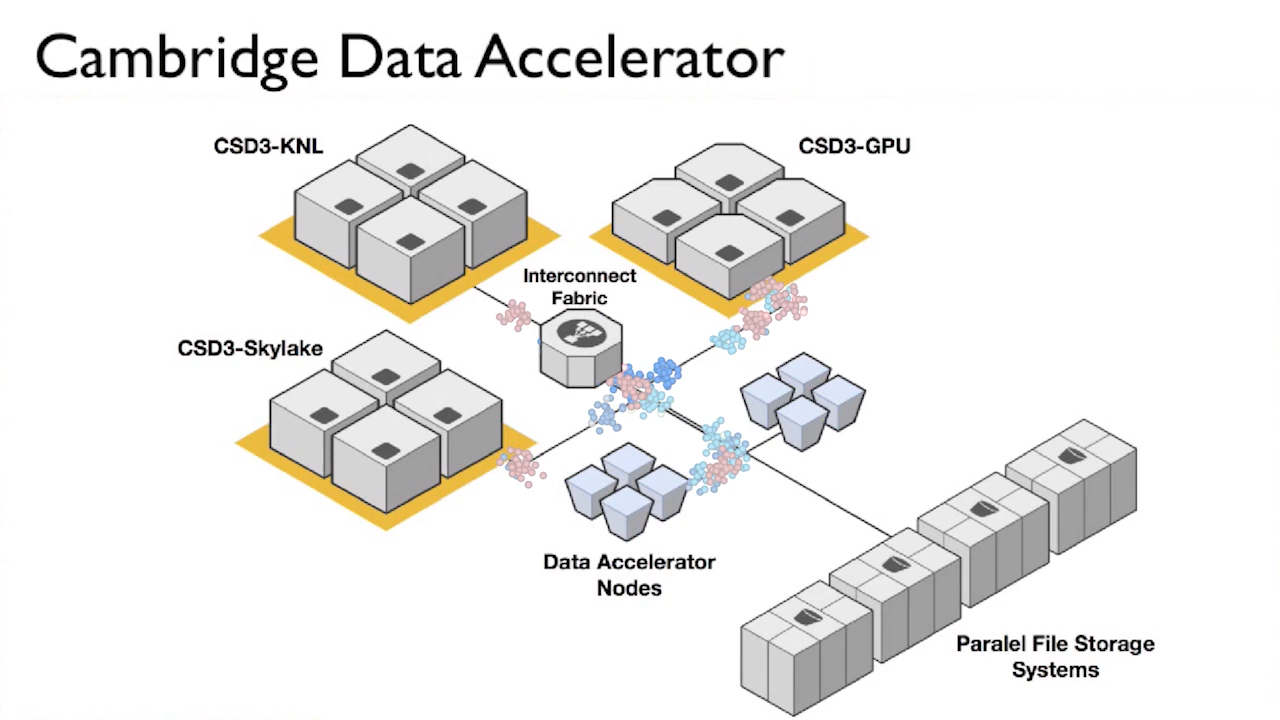 Cambridge Data Accelerator
CSD3-KNL
CSD3-GPU
Interconnect
Fabric
CSD3-Skylake
Data Accelerator
Nodes
Paralel File Storage
Systems